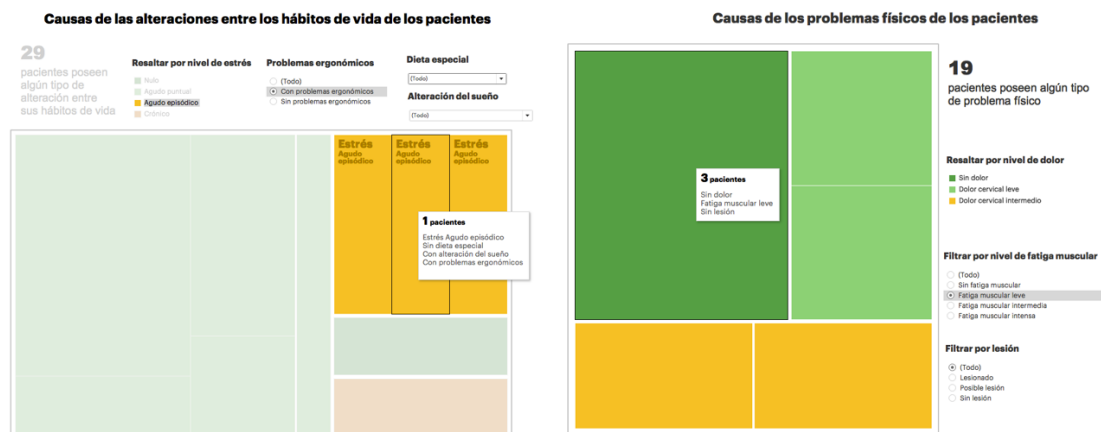 Causas de las alteraciones entre los hábitos de vida de los pacientes
29
pacientes poseen
algún tipo de
alteración entre
sus hábitos de vida
Resaltar por nivel de estrés
Nulo
Agudo puntual
Agudo episódico
Crónico
Problemas ergonómicos
(Todo)
Con problemas ergonómicos
Sin problemas ergonómicos
Dieta especial
(Todo)
Alteración del sueño
(Todo)
Estrés
Agudo
episódico
Estrés
Agudo
episódico
Estrés
Agudo
episódico
1 pacientes
Estrés Agudo episódico
Sin dieta especial
Con alteración del sueño
Con problemas ergonómicos
Causas de los problemas físicos de los pacientes
3 pacientes
Sin dolor
Fatiga muscular leve
Sin lesión
19
pacientes poseen algún tipo
de problema físico
Resaltar por nivel de dolor
Sin dolor
Dolor cervical leve
Dolor cervical intermedio
Filtrar por nivel de fatiga muscular
(Todo)
Sin fatiga muscular
Fatiga muscular leve
Fatiga muscular intermedia
Fatiga muscular intensa
Filtrar por lesión
(Todo)
Lesionado
Posible lesión
Sin lesión